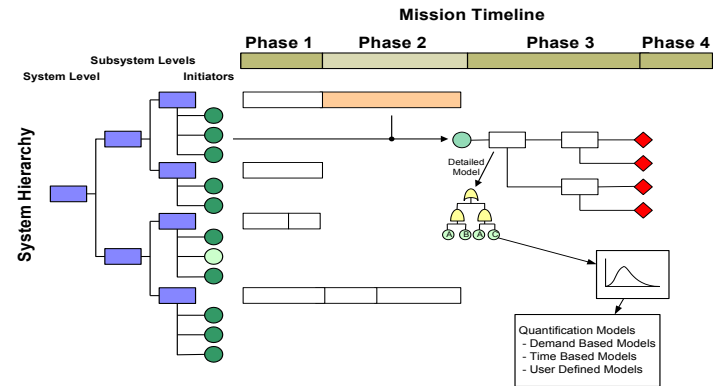 Mission Timeline
Phase 1
Phase 2
Phase 3
Phase 4
Subsystem Levels
System Level
Initiators
System Hierarchy
Detailed
Model
A
B
A
C
Quantification Models
- Demand Based Models
- Time Based Models
- User Defined Models